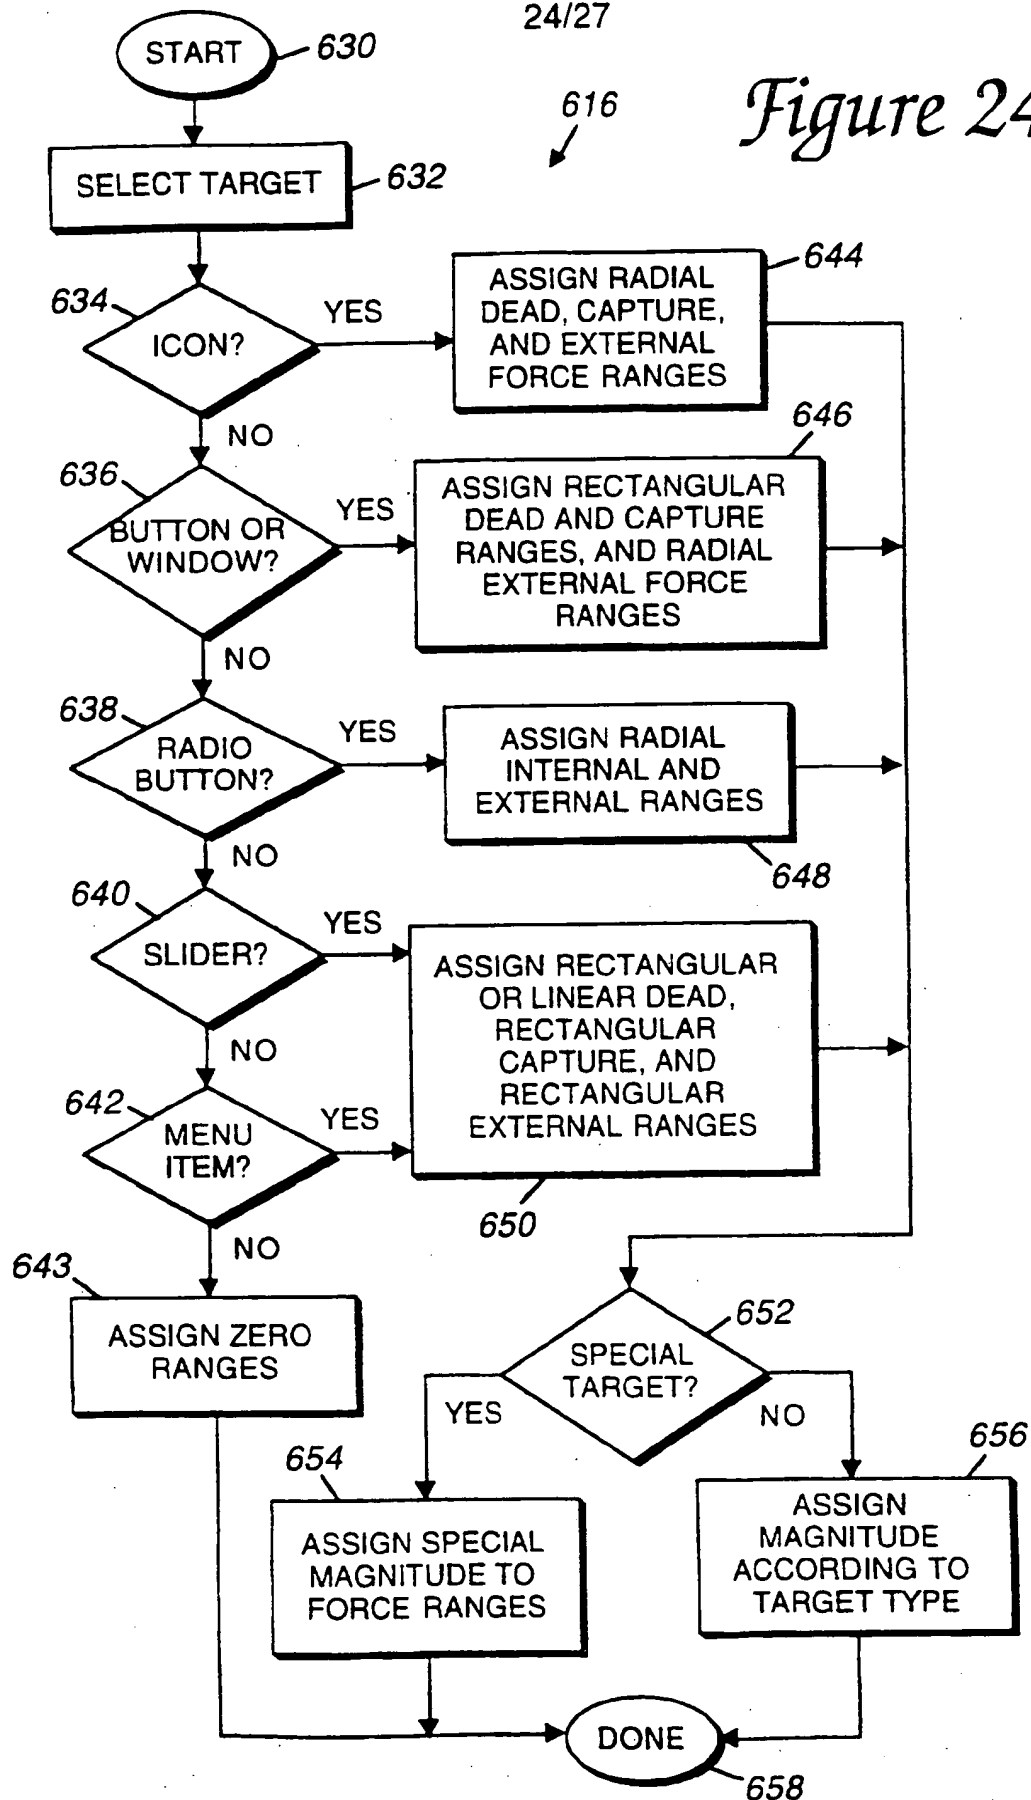 24/27
Figure 24
616
START
630
SELECT TARGET
632
634
ICON?
YES
NO
ASSIGN RADIAL
DEAD, CAPTURE,
AND EXTERNAL
FORCE RANGES
644
636
BUTTON OR
WINDOW?
YES
NO
ASSIGN RECTANGULAR
DEAD AND CAPTURE
RANGES, AND RADIAL
EXTERNAL FORCE
RANGES
646
638
RADIO
BUTTON?
YES
NO
ASSIGN RADIAL
INTERNAL AND
EXTERNAL RANGES
648
640
SLIDER?
YES
NO
ASSIGN RECTANGULAR
OR LINEAR DEAD,
RECTANGULAR
CAPTURE, AND
RECTANGULAR
EXTERNAL RANGES
650
642
MENU
ITEM?
YES
NO
643
ASSIGN ZERO
RANGES
652
SPECIAL
TARGET?
YES
NO
654
ASSIGN SPECIAL
MAGNITUDE TO
FORCE RANGES
656
ASSIGN
MAGNITUDE
ACCORDING TO
TARGET TYPE
DONE
658